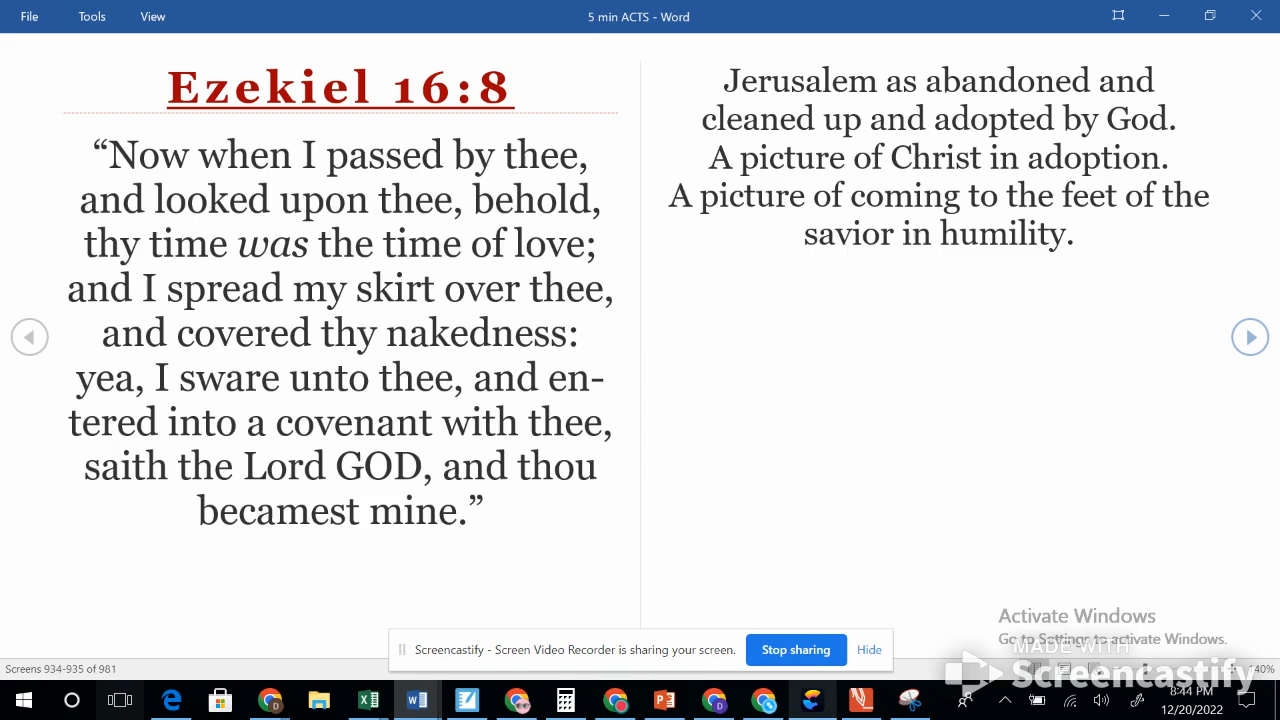 File Tools View 5 min ACTS - Word
Ezekiel 16:8
“Now when I passed by thee,
and looked upon thee, behold,
thy time was the time of love;
and I spread my skirt over thee,
and covered thy nakedness:
yea, I sware unto thee, and en-
tered into a covenant with thee,
saith the Lord GOD, and thou
becamest mine.”
Jerusalem as abandoned and
cleaned up and adopted by God.
A picture of Christ in adoption.
A picture of coming to the feet of the
savior in humility.
Activate Windows
Go to Settings to activate Windows.
MADE WITH
Screencastify
Screencastify - Screen Video Recorder is sharing your screen. Stop sharing Hide
Screens 934-935 of 981 140%
8:44 PM
12/20/2022